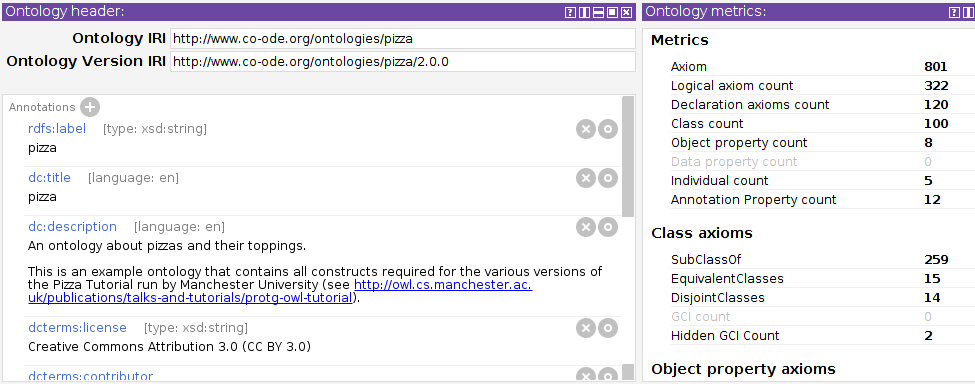 Ontology header:
Ontology IRI http://www.co-ode.org/ontologies/pizza
Ontology Version IRI http://www.co-ode.org/ontologies/pizza/2.0.0
Annotations
rdfs:label [type: xsd:string]
pizza
dc:title [language: en]
pizza
dc:description [language: en]
An ontology about pizzas and their toppings.
This is an example ontology that contains all constructs required for the various versions of
the Pizza Tutorial run by Manchester University (see http://owl.cs.manchester.ac.
uk/publications/talks-and-tutorials/protg-owl-tutorial).
dcterms:license [type: xsd:string]
Creative Commons Attribution 3.0 (CC BY 3.0)
dcterms:contributor
Ontology metrics:
Metrics
Axiom 801
Logical axiom count 322
Declaration axioms count 120
Class count 100
Object property count 8
Data property count 0
Individual count 5
Annotation Property count 12
Class axioms
SubClassOf 259
EquivalentClasses 15
DisjointClasses 14
GCI count 0
Hidden GCI Count 2
Object property axioms